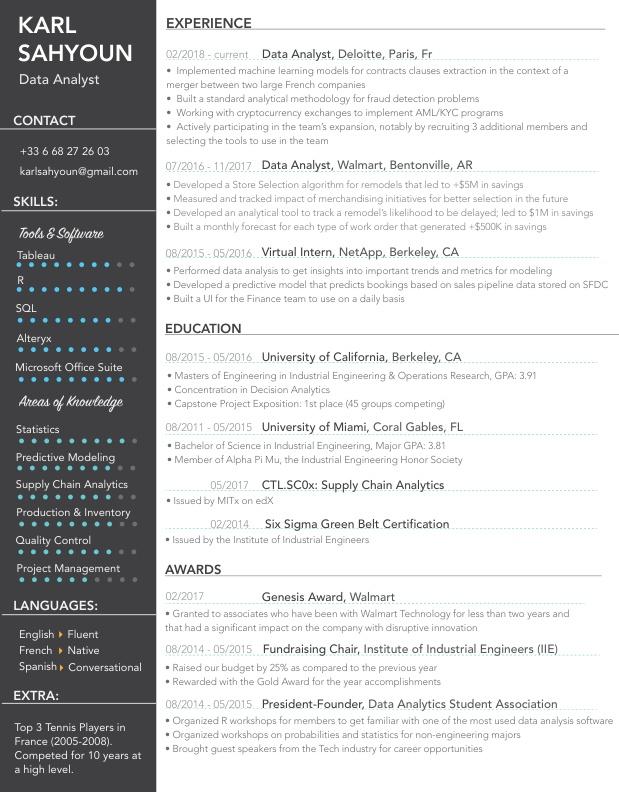 KARL
SAHYOUN
Data Analyst
CONTACT
+33 6 68 27 26 03
karlsahyoun@gmail.com
SKILLS:
Tools & Software
Tableau
R
SQL
Alteryx
Microsoft Office Suite
Areas of Knowledge
Statistics
Predictive Modeling
Supply Chain Analytics
Production & Inventory
Quality Control
Project Management
LANGUAGES:
English Fluent
French Native
Spanish Conversational
EXTRA:
Top 3 Tennis Players in
France (2005-2008).
Competed for 10 years at
a high level.
EXPERIENCE
02/2018 - current Data Analyst, Deloitte, Paris, Fr
• Implemented machine learning models for contracts clauses extraction in the context of a
merger between two large French companies
• Built a standard analytical methodology for fraud detection problems
• Working with cryptocurrency exchanges to implement AML/KYC programs
• Actively participating in the team's expansion, notably by recruiting 3 additional members and
selecting the tools to use in the team
07/2016 - 11/2017 Data Analyst, Walmart, Bentonville, AR
• Developed a Store Selection algorithm for remodels that led to +$5M in savings
• Measured and tracked impact of merchandising initiatives for better selection in the future
• Developed an analytical tool to track a remodel's likelihood to be delayed; led to $1M in savings
• Built a monthly forecast for each type of work order that generated +$500K in savings
08/2015 - 05/2016 Virtual Intern, NetApp, Berkeley, CA
• Performed data analysis to get insights into important trends and metrics for modeling
• Developed a predictive model that predicts bookings based on sales pipeline data stored on SFDC
• Built a UI for the Finance team to use on a daily basis
EDUCATION
08/2015 - 05/2016 University of California, Berkeley, CA
• Masters of Engineering in Industrial Engineering & Operations Research, GPA: 3.91
• Concentration in Decision Analytics
• Capstone Project Exposition: 1st place (45 groups competing)
08/2011 - 05/2015 University of Miami, Coral Gables, FL
• Bachelor of Science in Industrial Engineering, Major GPA: 3.81
• Member of Alpha Pi Mu, the Industrial Engineering Honor Society
05/2017 CTL.SC0x: Supply Chain Analytics
• Issued by MITx on edX
02/2014 Six Sigma Green Belt Certification
• Issued by the Institute of Industrial Engineers
AWARDS
02/2017 Genesis Award, Walmart
• Granted to associates who have been with Walmart Technology for less than two years and
that had a significant impact on the company with disruptive innovation
08/2014 - 05/2015 Fundraising Chair, Institute of Industrial Engineers (IIE)
• Raised our budget by 25% as compared to the previous year
• Rewarded with the Gold Award for the year accomplishments
08/2014 - 05/2015 President-Founder, Data Analytics Student Association
• Organized R workshops for members to get familiar with one of the most used data analysis software
• Organized workshops on probabilities and statistics for non-engineering majors
• Brought guest speakers from the Tech industry for career opportunities